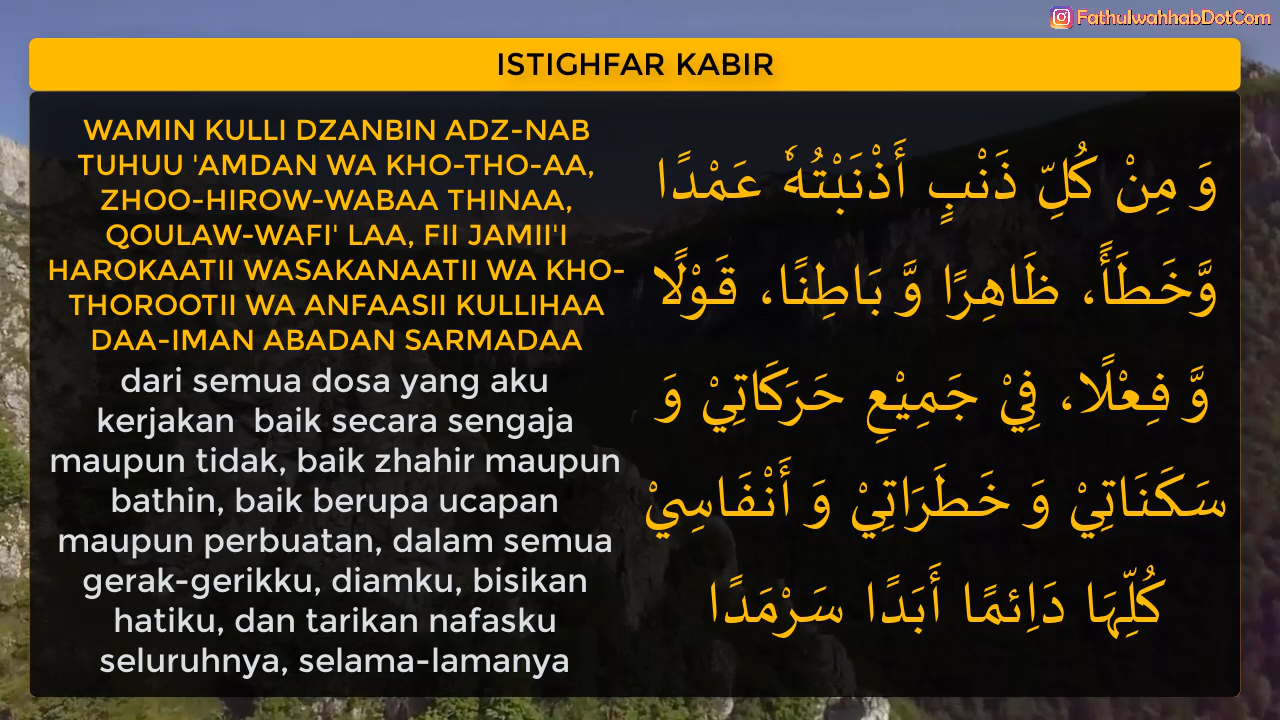 FathulwahhabDotCom
ISTIGHFAR KABIR
WAMIN KULLI DZANBIN ADZ-NAB
TUHUU 'AMDAN WA KHO-THO-AA,
ZHOO-HIROW-WABAA THINAA,
QOULAW-WAFI' LAA, FII JAMII'I
HAROKAATII WASAKANAATII WA KHO-
THOROOTII WA ANFAASII KULLIHAA
DAA-IMAN ABADAN SARMADAA
dari semua dosa yang aku
kerjakan  baik secara sengaja
maupun tidak, baik zhahir maupun
bathin, baik berupa ucapan
maupun perbuatan, dalam semua
gerak-gerikku, diamku, bisikan
hatiku, dan tarikan nafasku
seluruhnya, selama-lamanya
وَ مِنْ كُلِّ ذَنْبٍ أَذْنَبْتُهٗ عَمْدًا
وَّخَطَأً، ظَاهِرًا وَّ بَاطِنًا، قَوْلًا
وَّ فِعْلًا، فِيْ جَمِيْعِ حَرَكَاتِيْ وَ
سَكَنَاتِيْ وَ خَطَرَاتِيْ وَ أَنْفَاسِيْ
كُلِّهَا دَاِئمًا أَبَدًا سَرْمَدًا